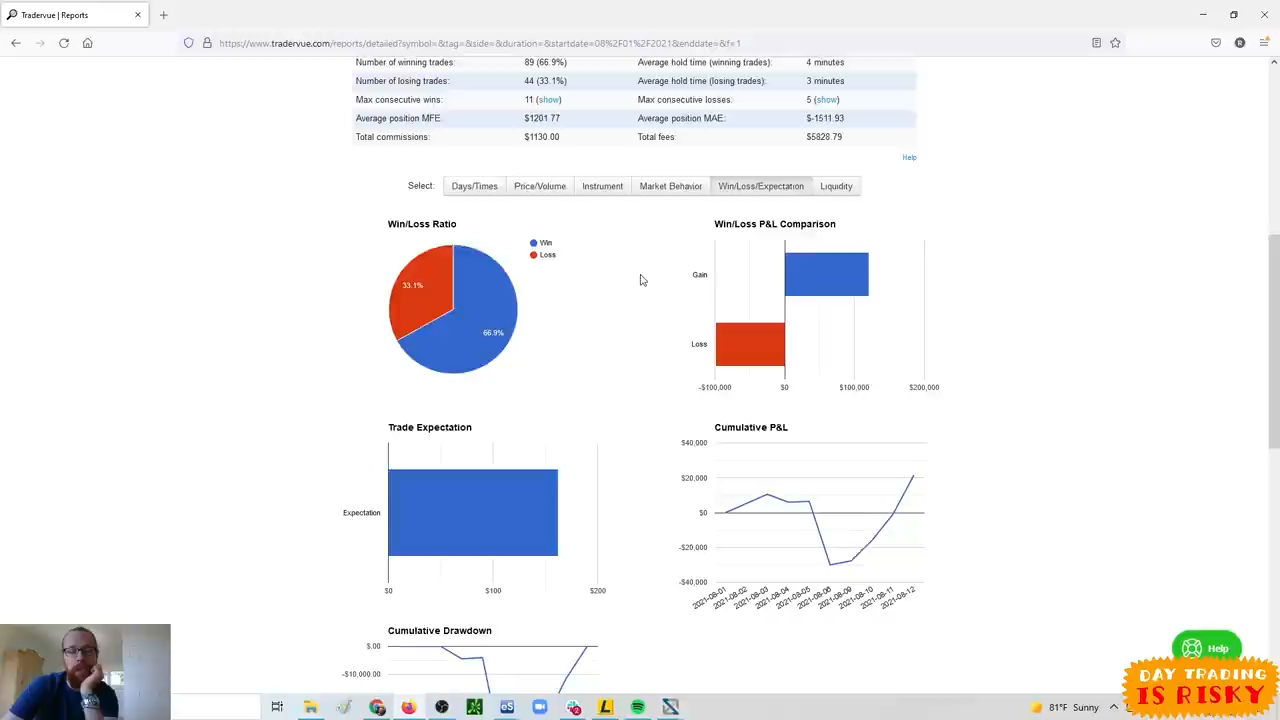 Tradervue | Reports
https://www.tradervue.com/reports/detailed?symbol=&tag=&side=&duration=&startdate=08%2F01%2F2021&enddate=&f=1
Number of winning trades: 89 (66.9%) Average hold time (winning trades): 4 minutes
Number of losing trades: 44 (33.1%) Average hold time (losing trades): 3 minutes
Max consecutive wins: 11 (show) Max consecutive losses: 5 (show)
Average position MFE: $1201.77 Average position MAE: $-1511.93
Total commissions: $1130.00 Total fees: $5828.79
Help
Select: Days/Times Price/Volume Instrument Market Behavior Win/Loss/Expectation Liquidity
Win/Loss Ratio
Win
Loss
33.1%
66.9%
Win/Loss P&L Comparison
Gain
Loss
-$100,000 $0 $100,000 $200,000
Trade Expectation
Expectation
$0 $100 $200
Cumulative P&L
$40,000
$20,000
$0
-$20,000
-$40,000
2021-08-01 2021-08-02 2021-08-03 2021-08-04 2021-08-05 2021-08-06 2021-08-09 2021-08-10 2021-08-11 2021-08-12
Cumulative Drawdown
$.00
-$10,000.00
Help
DAY TRADING
IS RISKY
81°F Sunny